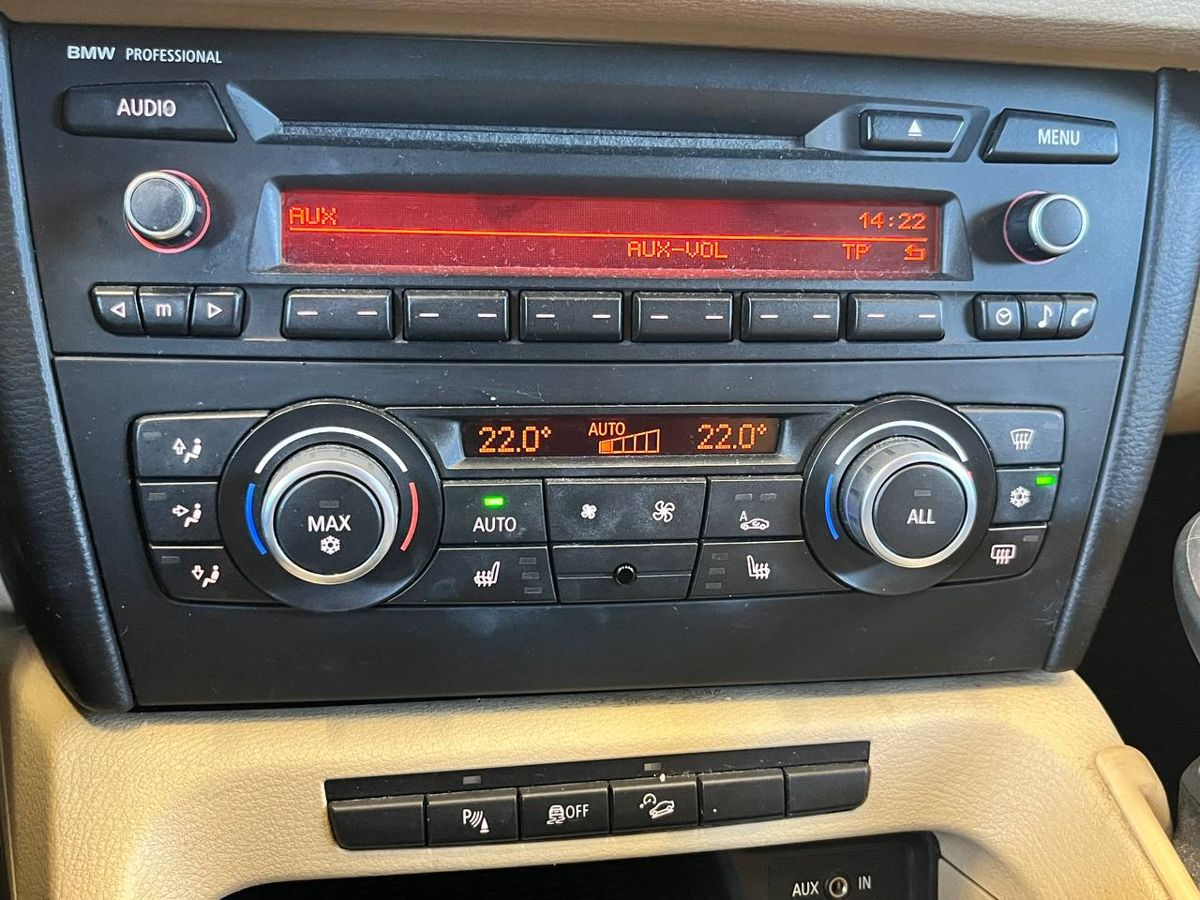 BMW PROFESSIONAL
AUDIO
MENU
AUX 14:22
AUX-VOL TP
m
22.0° AUTO 22.0°
MAX
AUTO
A
ALL
P
OFF
AUX IN